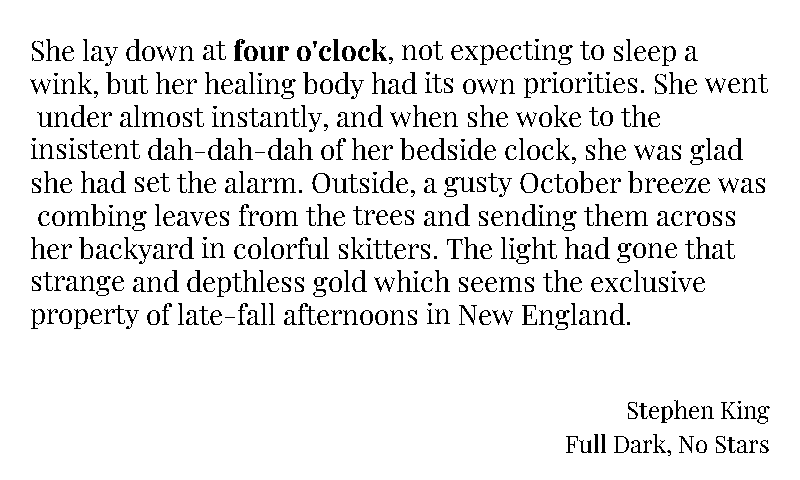 She lay down at four o'clock, not expecting to sleep a
wink, but her healing body had its own priorities. She went
under almost instantly, and when she woke to the
insistent dah-dah-dah of her bedside clock, she was glad
she had set the alarm. Outside, a gusty October breeze was
combing leaves from the trees and sending them across
her backyard in colorful skitters. The light had gone that
strange and depthless gold which seems the exclusive
property of late-fall afternoons in New England.
Stephen King
Full Dark, No Stars